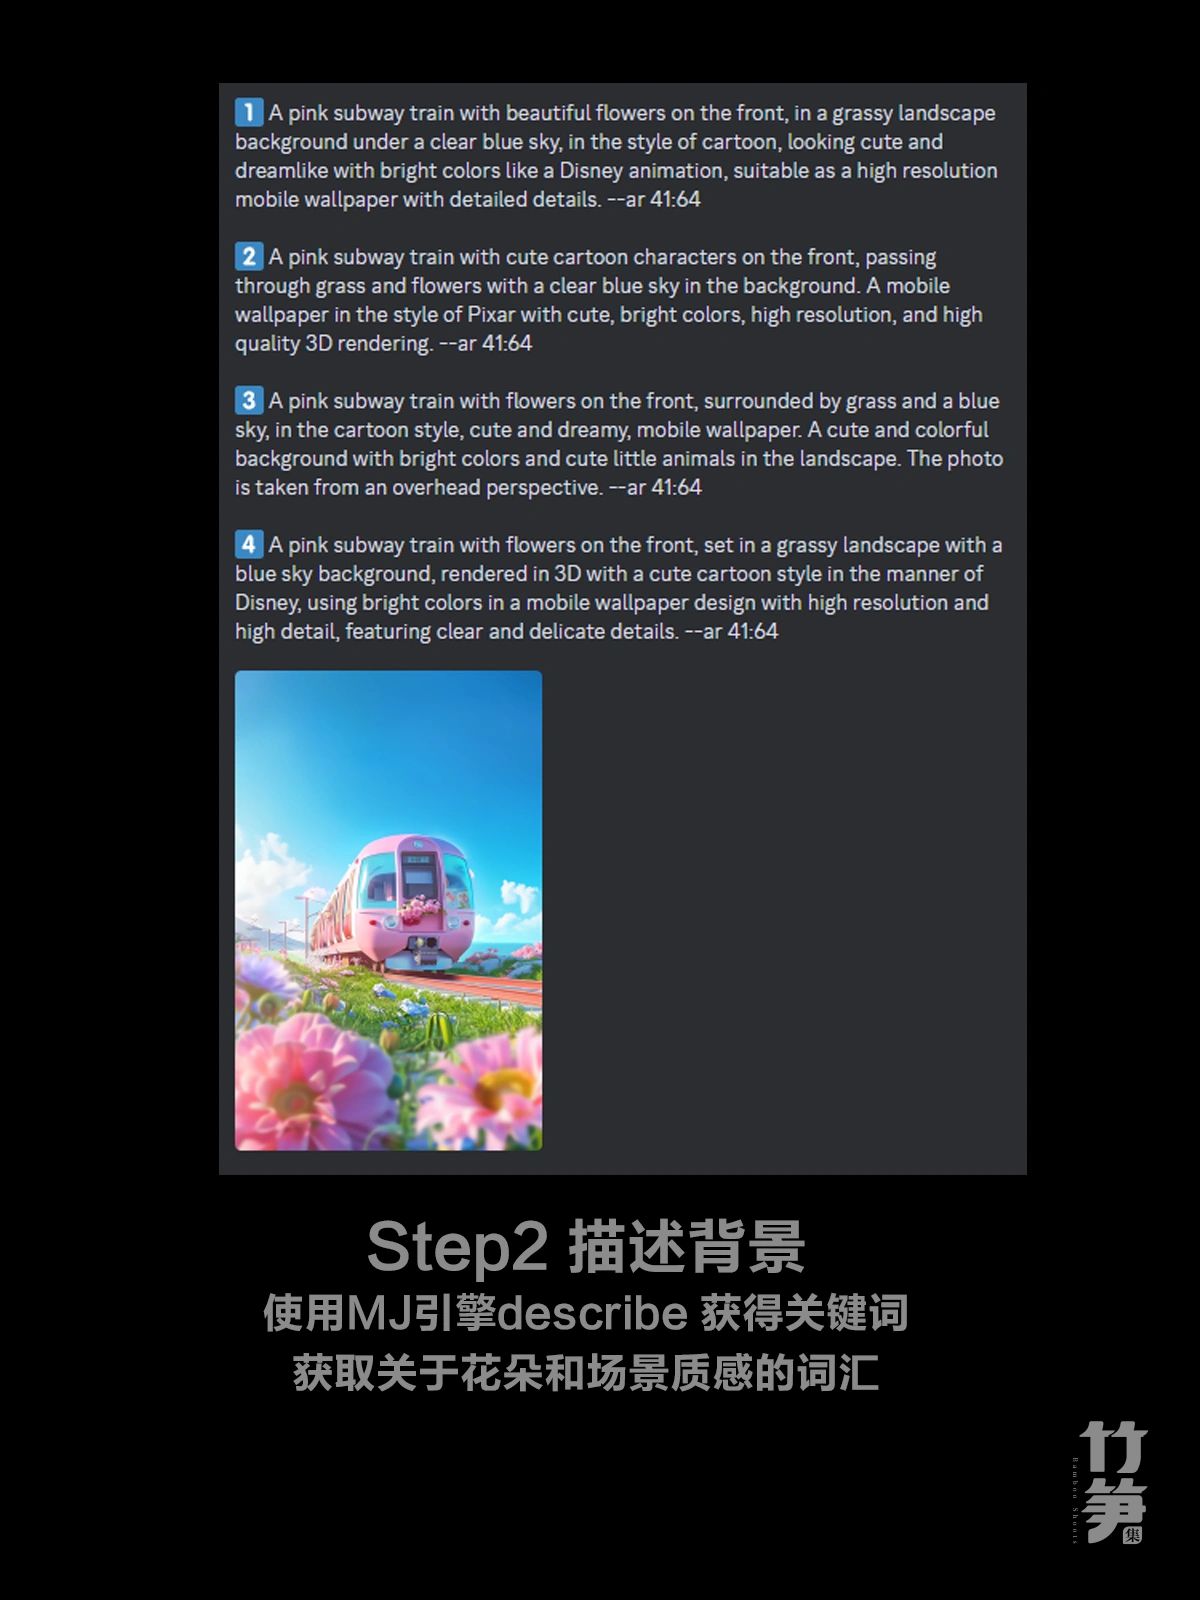 1 A pink subway train with beautiful flowers on the front, in a grassy landscape
background under a clear blue sky, in the style of cartoon, looking cute and
dreamlike with bright colors like a Disney animation, suitable as a high resolution
mobile wallpaper with detailed details. --ar 41:64
2 A pink subway train with cute cartoon characters on the front, passing
through grass and flowers with a clear blue sky in the background. A mobile
wallpaper in the style of Pixar with cute, bright colors, high resolution, and high
quality 3D rendering. --ar 41:64
3 A pink subway train with flowers on the front, surrounded by grass and a blue
sky, in the cartoon style, cute and dreamy, mobile wallpaper. A cute and colorful
background with bright colors and cute little animals in the landscape. The photo
is taken from an overhead perspective. --ar 41:64
4 A pink subway train with flowers on the front, set in a grassy landscape with a
blue sky background, rendered in 3D with a cute cartoon style in the manner of
Disney, using bright colors in a mobile wallpaper design with high resolution and
high detail, featuring clear and delicate details. --ar 41:64
Step2 描述背景
使用MJ引擎describe 获得关键词
获取关于花朵和场景质感的词汇
竹笋
集
Bamboo Shoots